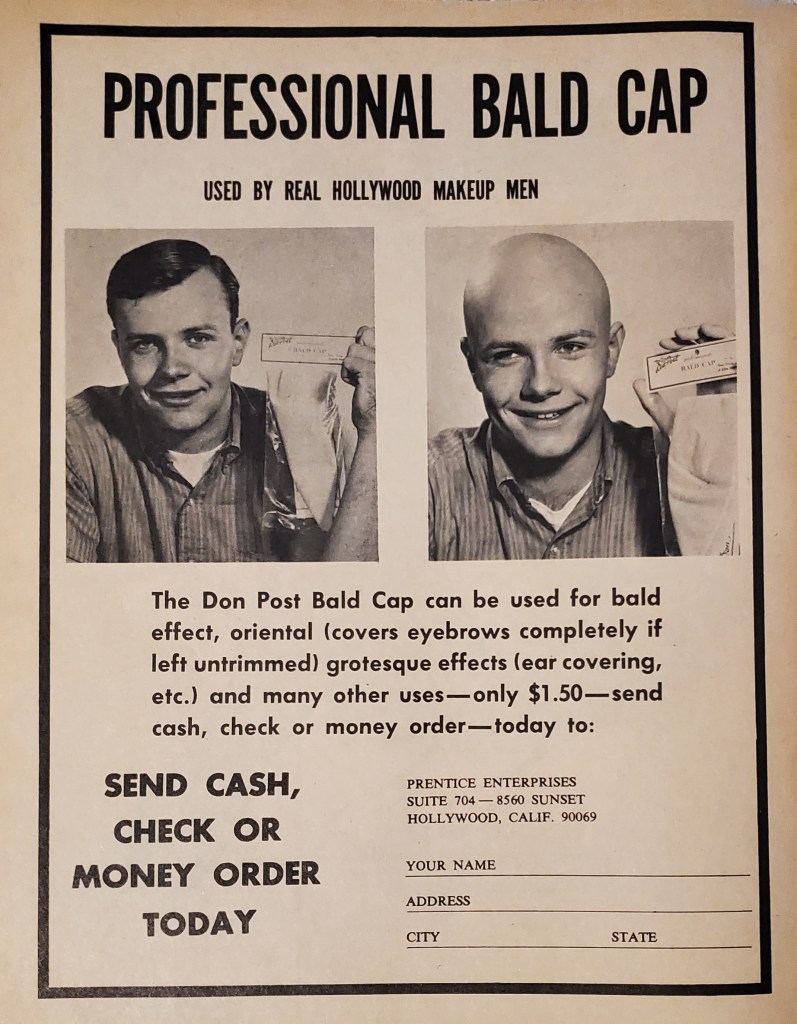 PROFESSIONAL BALD CAP
USED BY REAL HOLLYWOOD MAKEUP MEN
BALD CAP
BALD CAP
The Don Post Bald Cap can be used for bald
effect, oriental (covers eyebrows completely if
left untrimmed) grotesque effects (ear covering,
etc.) and many other uses—only $1.50—send
cash, check or money order—today to:
SEND CASH,
CHECK OR
MONEY ORDER
TODAY
PRENTICE ENTERPRISES
SUITE 704 — 8560 SUNSET
HOLLYWOOD, CALIF. 90069
YOUR NAME
ADDRESS
CITY STATE